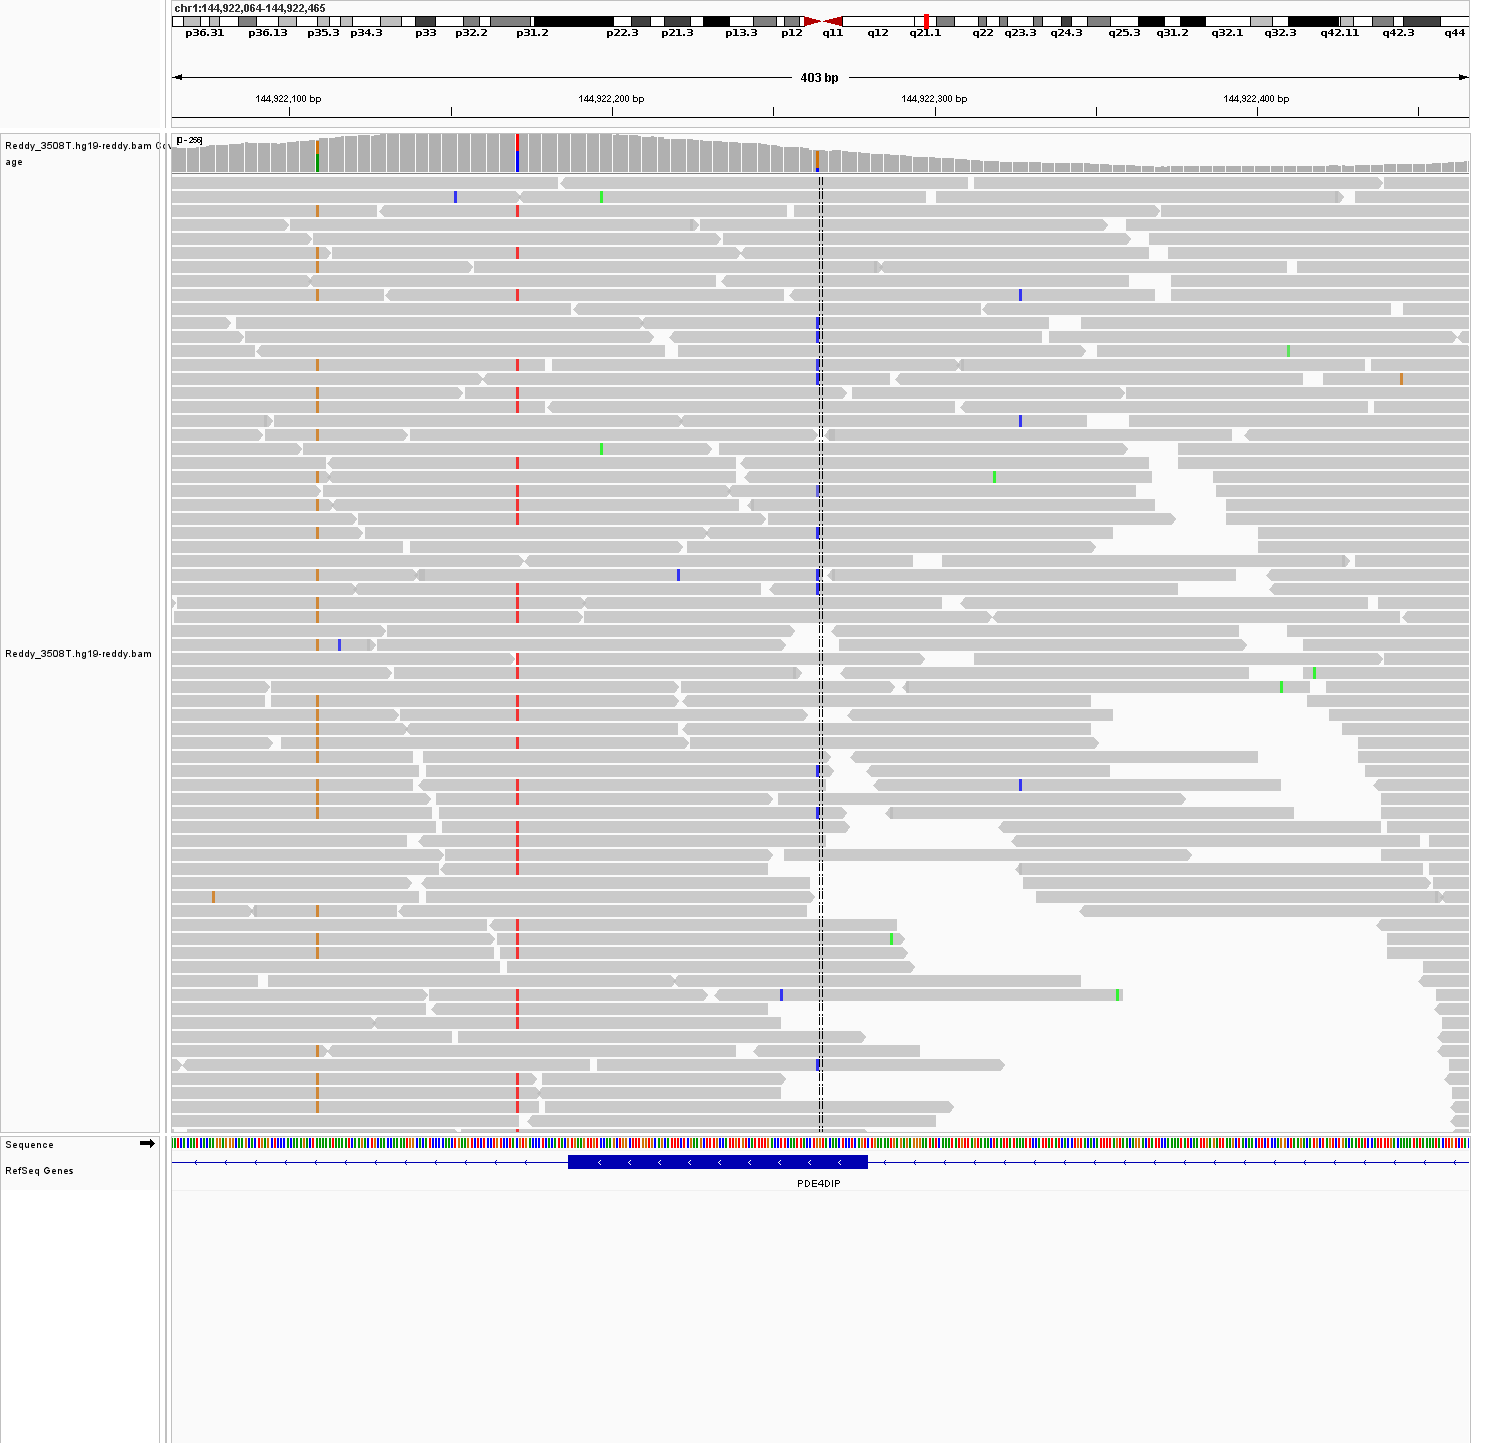 chr1:144,922,064-144,922,465
p36.31 p36.13 p35.3 p34.3 p33 p32.2 p31.2 p22.3 p21.3 p13.3 p12 q11 q12 q21.1 q22 q23.3 q24.3 q25.3 q31.2 q32.1 q32.3 q42.11 q42.3 q44
403 bp
144,922,100 bp 144,922,200 bp 144,922,300 bp 144,922,400 bp
[0 - 256]
Reddy_3508T.hg19-reddy.bam Cov
age
Reddy_3508T.hg19-reddy.bam
Sequence
RefSeq Genes
PDE4DIP